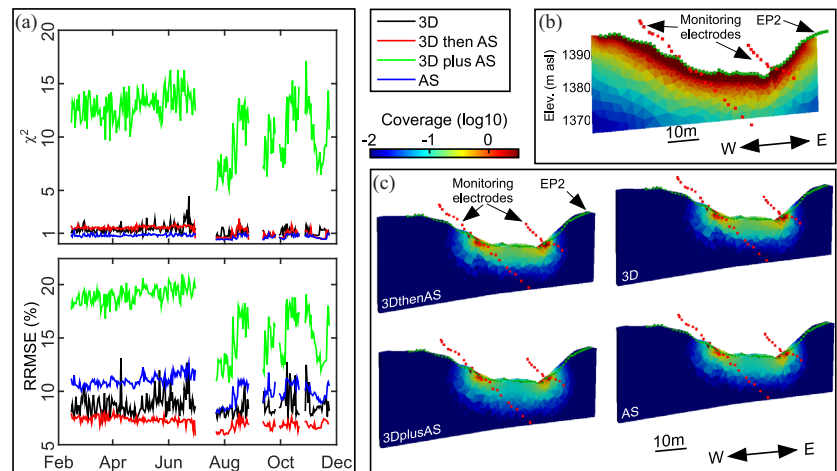 (a)
20
15
10
5
1
χ²
20
15
10
5
RRMSE (%)
Feb Apr Jun Aug Oct Dec
3D
3D then AS
3D plus AS
AS
Coverage (log10)
-2 -1 0
(b)
Monitoring
electrodes
EP2
Elev. (m asl)
1390
1380
1370
10m
W E
(c)
Monitoring
electrodes
EP2
3DthenAS
3D
3DplusAS
AS
10m
W E